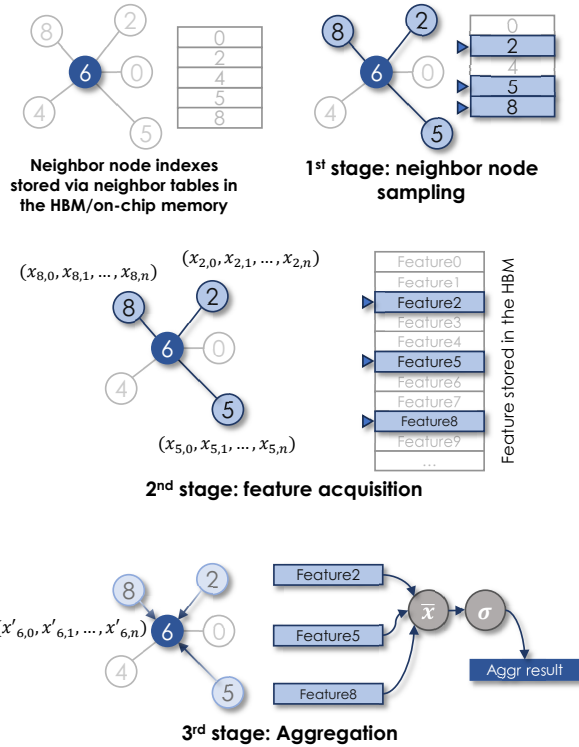 8
2
6
0
4
5
0
2
4
5
8
Neighbor node indexes
stored via neighbor tables in
the HBM/on-chip memory
8
2
6
0
4
5
0
2
4
5
8
1st stage: neighbor node
sampling
(x8,0, x8,1, … , x8,n)
(x2,0, x2,1, … , x2,n)
8
2
6
0
4
5
(x5,0, x5,1, … , x5,n)
Feature0
Feature1
Feature2
Feature3
Feature4
Feature5
Feature6
Feature7
Feature8
Feature9
...
Feature stored in the HBM
2nd stage: feature acquisition
8
2
(x'6,0, x'6,1, … , x'6,n)
6
0
4
5
Feature2
Feature5
Feature8
x̄
σ
Aggr result
3rd stage: Aggregation